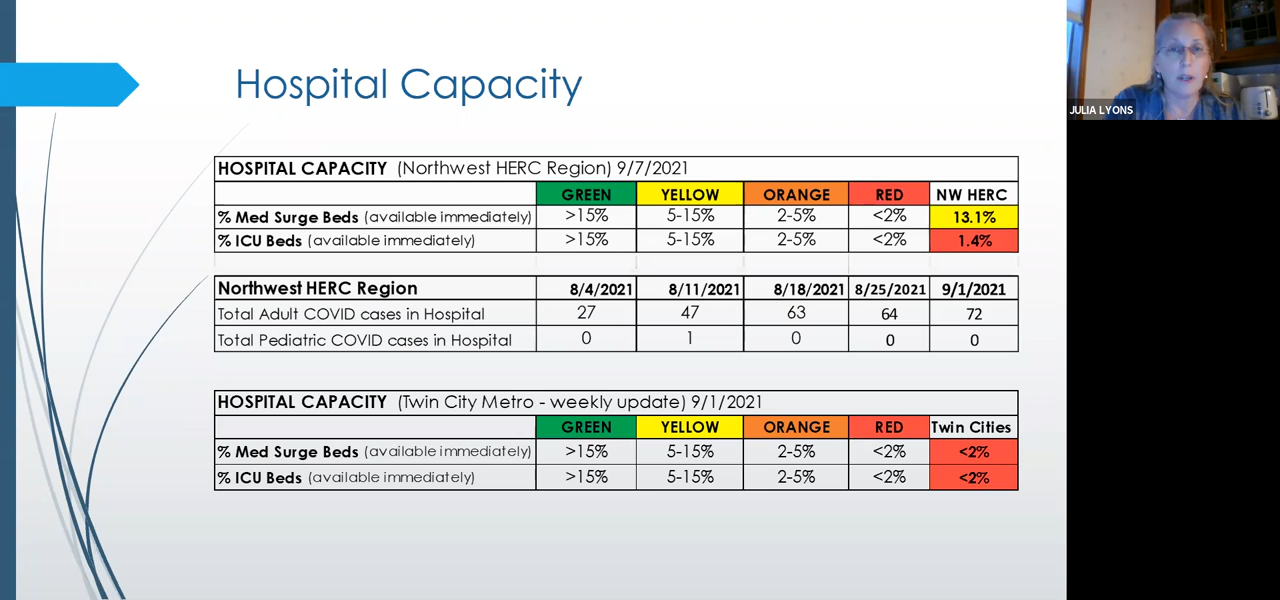 Hospital Capacity
JULIA LYONS
HOSPITAL CAPACITY (Northwest HERC Region) 9/7/2021
GREEN YELLOW ORANGE RED NW HERC
% Med Surge Beds (available immediately) >15% 5-15% 2-5% <2% 13.1%
% ICU Beds (available immediately) >15% 5-15% 2-5% <2% 1.4%
Northwest HERC Region 8/4/2021 8/11/2021 8/18/2021 8/25/2021 9/1/2021
Total Adult COVID cases in Hospital 27 47 63 64 72
Total Pediatric COVID cases in Hospital 0 1 0 0 0
HOSPITAL CAPACITY (Twin City Metro - weekly update) 9/1/2021
GREEN YELLOW ORANGE RED Twin Cities
% Med Surge Beds (available immediately) >15% 5-15% 2-5% <2% <2%
% ICU Beds (available immediately) >15% 5-15% 2-5% <2% <2%